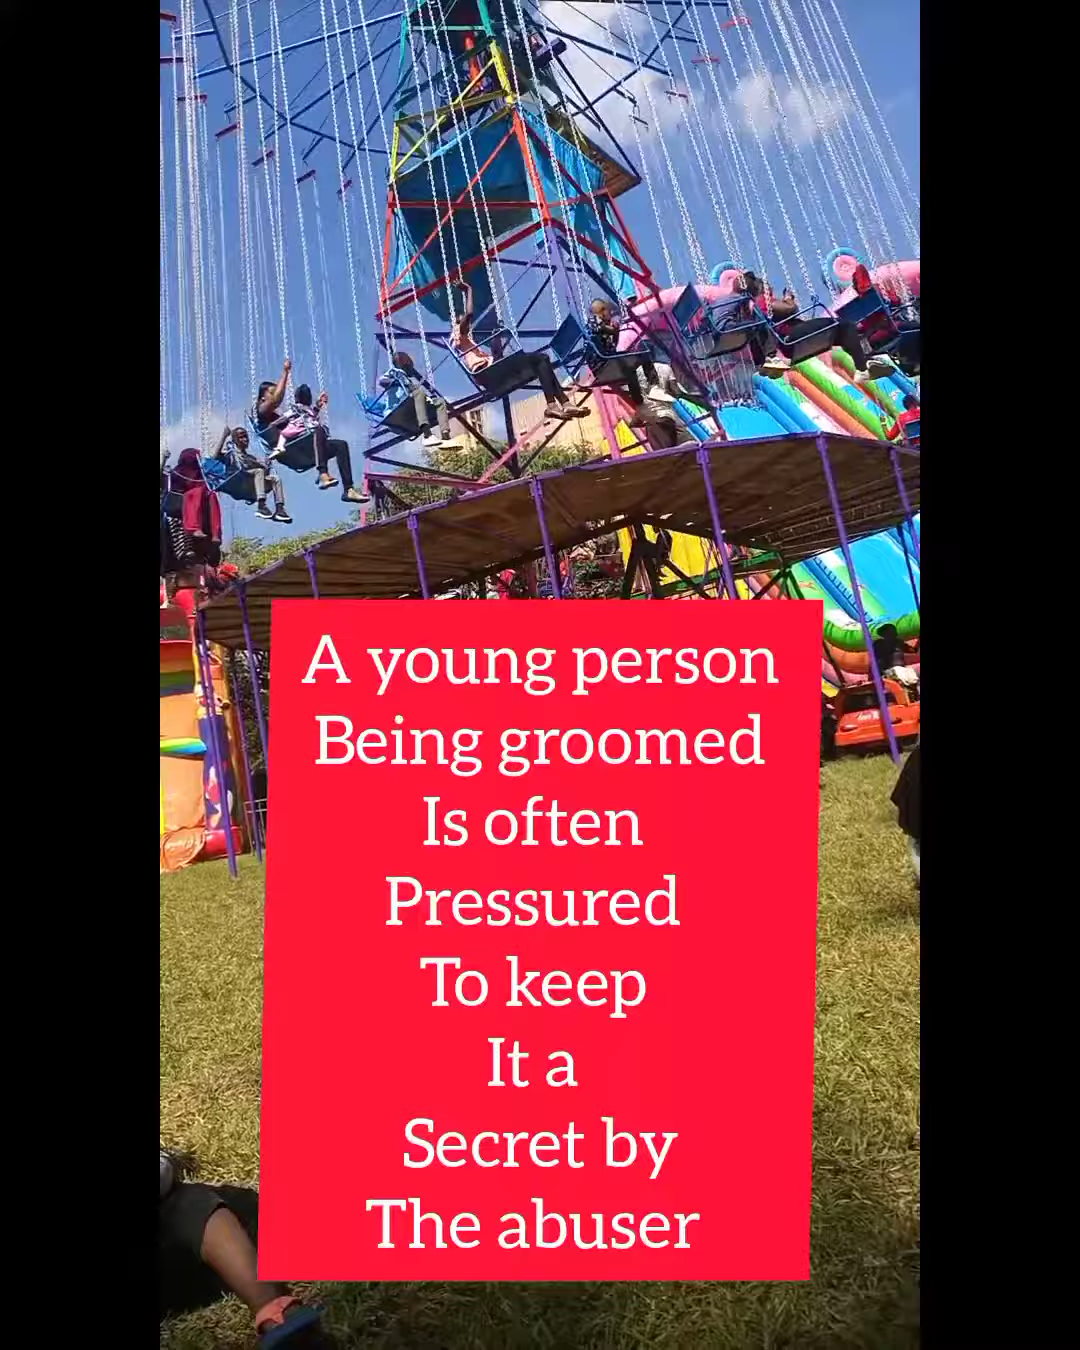 A young person
Being groomed
Is often
Pressured
To keep
It a
Secret by
The abuser